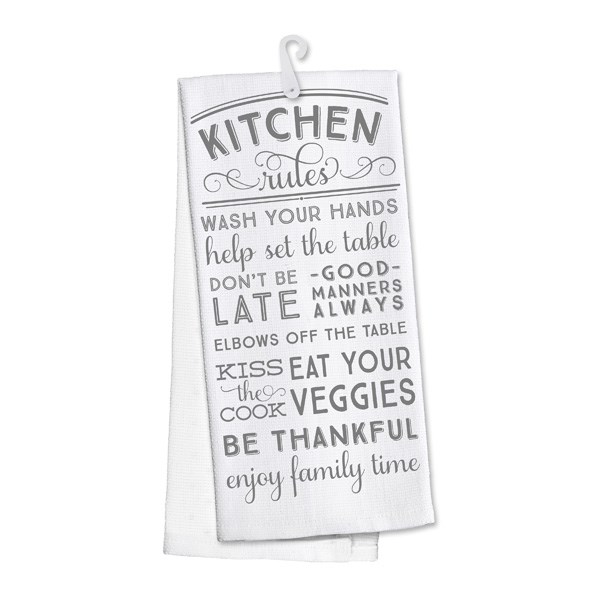 KITCHEN
rules
WASH YOUR HANDS
help set the table
DON'T BE
LATE
-GOOD-
MANNERS
ALWAYS
ELBOWS OFF THE TABLE
KISS
the
COOK
EAT YOUR
VEGGIES
BE THANKFUL
enjoy family time